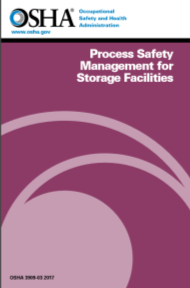 OSHA®
Occupational
Safety and Health
Administration
www.osha.gov
Process Safety
Management for
Storage Facilities
OSHA 3909-03 2017